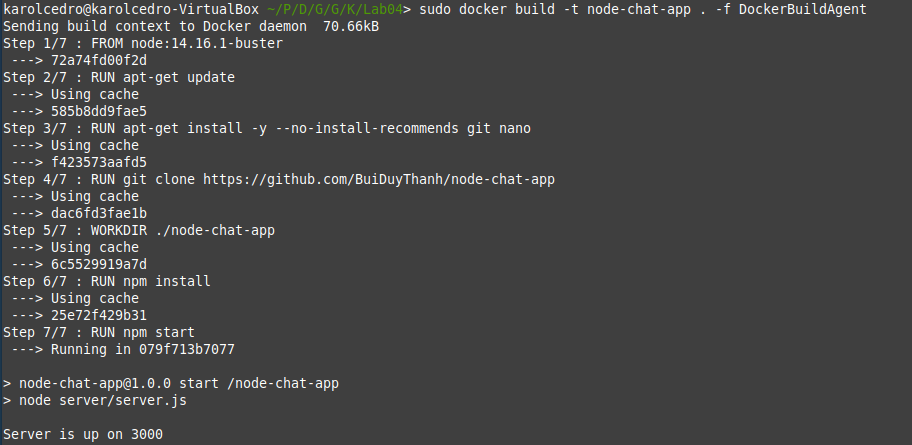 karolcedro@karolcedro-VirtualBox ~/P/D/G/G/K/Lab04> sudo docker build -t node-chat-app . -f DockerBuildAgent
Sending build context to Docker daemon  70.66kB
Step 1/7 : FROM node:14.16.1-buster
 ---> 72a74fd00f2d
Step 2/7 : RUN apt-get update
 ---> Using cache
 ---> 585b8dd9fae5
Step 3/7 : RUN apt-get install -y --no-install-recommends git nano
 ---> Using cache
 ---> f423573aafd5
Step 4/7 : RUN git clone https://github.com/BuiDuyThanh/node-chat-app
 ---> Using cache
 ---> dac6fd3fae1b
Step 5/7 : WORKDIR ./node-chat-app
 ---> Using cache
 ---> 6c5529919a7d
Step 6/7 : RUN npm install
 ---> Using cache
 ---> 25e72f429b31
Step 7/7 : RUN npm start
 ---> Running in 079f713b7077
> node-chat-app@1.0.0 start /node-chat-app
> node server/server.js
Server is up on 3000